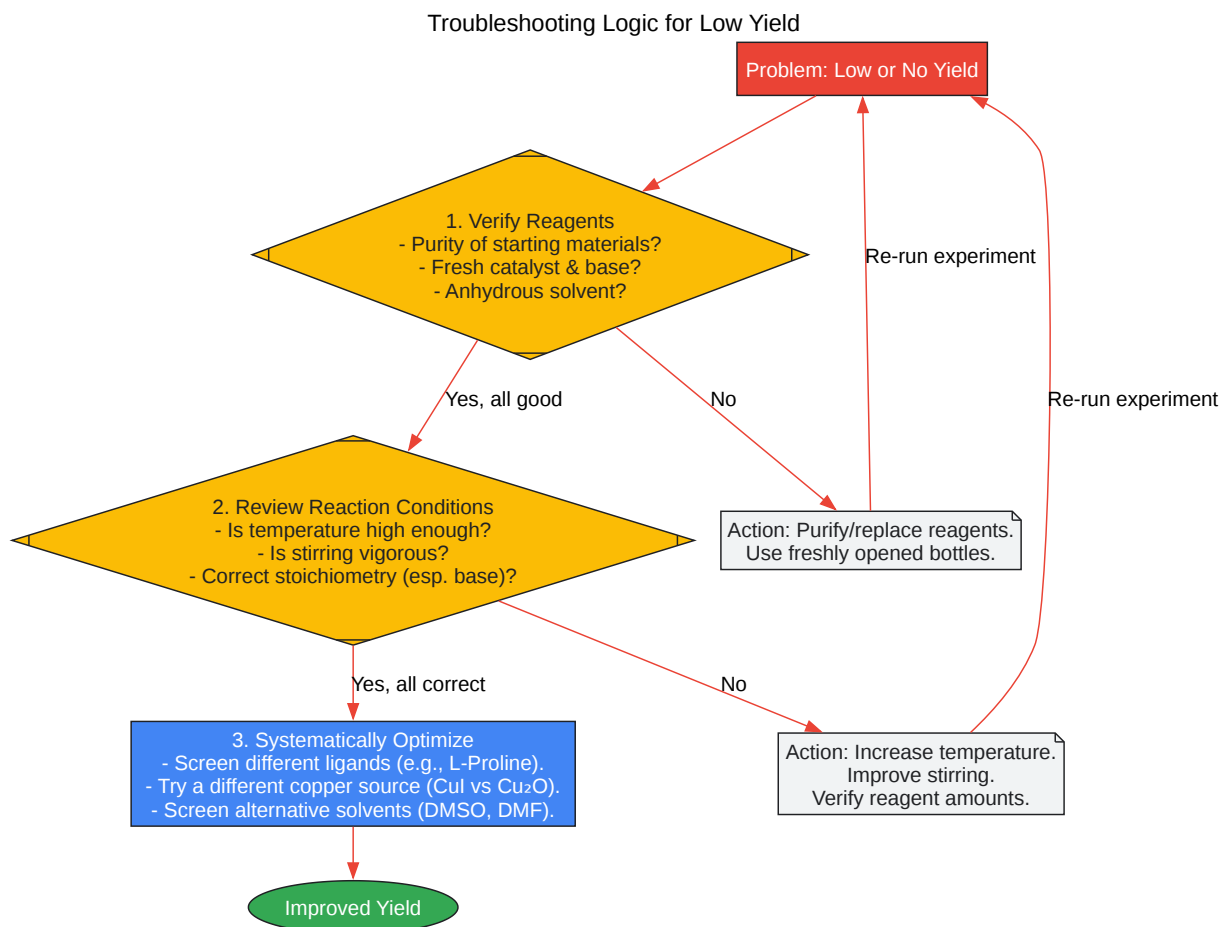 Troubleshooting Logic for Low Yield
Problem: Low or No Yield
1. Verify Reagents
- Purity of starting materials?
- Fresh catalyst & base?
- Anhydrous solvent?
Re-run experiment
Yes, all good
No
Re-run experiment
2. Review Reaction Conditions
- Is temperature high enough?
- Is stirring vigorous?
- Correct stoichiometry (esp. base)?
Action: Purify/replace reagents.
Use freshly opened bottles.
Yes, all correct
No
3. Systematically Optimize
- Screen different ligands (e.g., L-Proline).
- Try a different copper source (CuI vs Cu₂O).
- Screen alternative solvents (DMSO, DMF).
Action: Increase temperature.
Improve stirring.
Verify reagent amounts.
Improved Yield